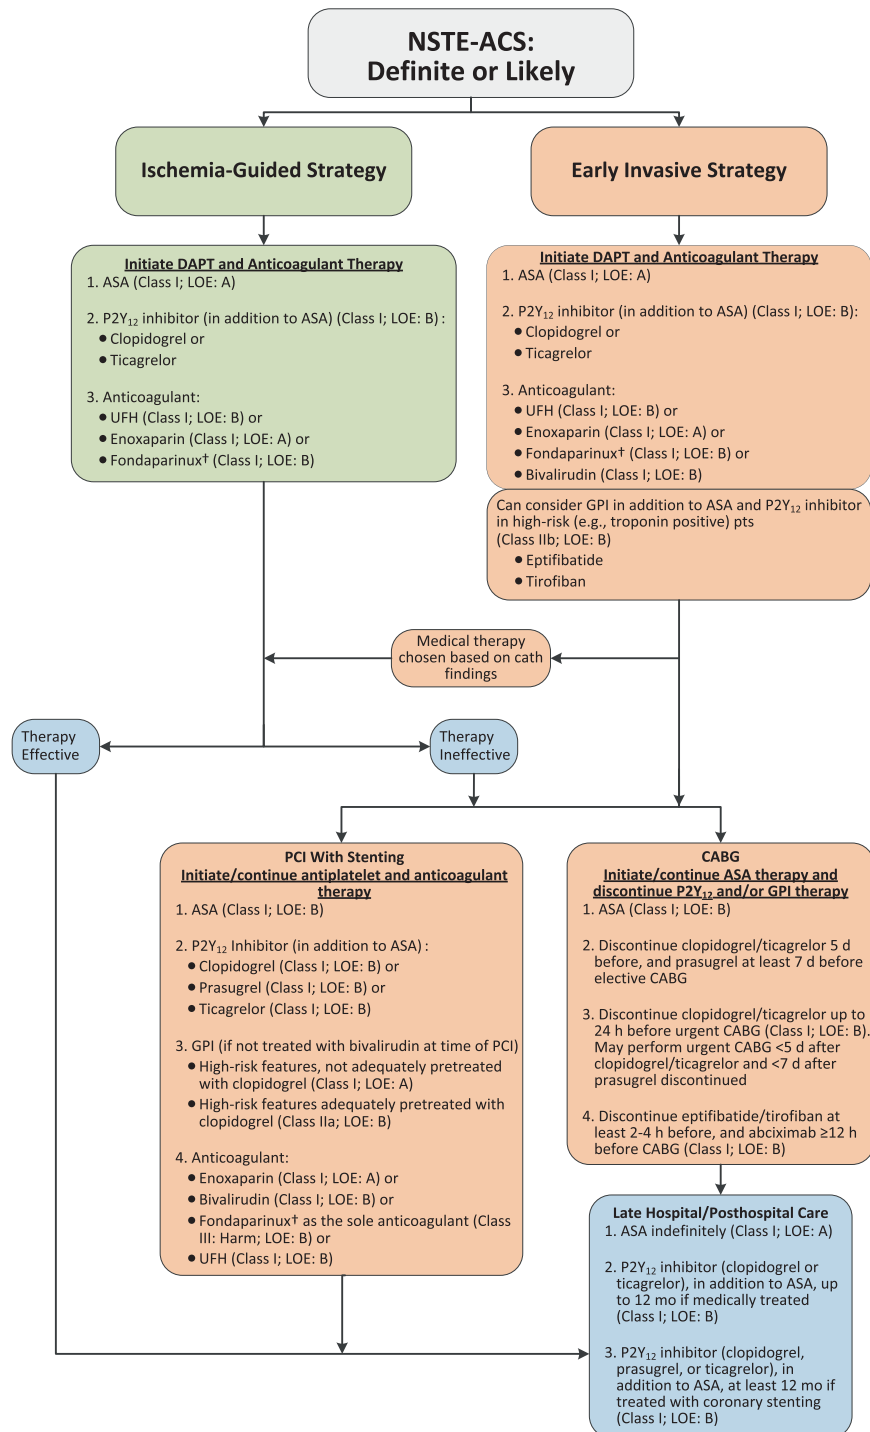 NSTE-ACS:
Definite or Likely
Ischemia-Guided Strategy
Early Invasive Strategy
Initiate DAPT and Anticoagulant Therapy
1. ASA (Class I; LOE: A)
2. P2Y₁₂ inhibitor (in addition to ASA) (Class I; LOE: B) :
● Clopidogrel or
● Ticagrelor
3. Anticoagulant:
● UFH (Class I; LOE: B) or
● Enoxaparin (Class I; LOE: A) or
● Fondaparinux† (Class I; LOE: B)
Initiate DAPT and Anticoagulant Therapy
1. ASA (Class I; LOE: A)
2. P2Y₁₂ inhibitor (in addition to ASA) (Class I; LOE: B):
● Clopidogrel or
● Ticagrelor
3. Anticoagulant:
● UFH (Class I; LOE: B) or
● Enoxaparin (Class I; LOE: A) or
● Fondaparinux† (Class I; LOE: B) or
● Bivalirudin (Class I; LOE: B)
Can consider GPI in addition to ASA and P2Y₁₂ inhibitor
in high-risk (e.g., troponin positive) pts
(Class IIb; LOE: B)
● Eptifibatide
● Tirofiban
Medical therapy
chosen based on cath
findings
Therapy
Effective
Therapy
Ineffective
PCI With Stenting
Initiate/continue antiplatelet and anticoagulant
therapy
1. ASA (Class I; LOE: B)
2. P2Y₁₂ Inhibitor (in addition to ASA) :
● Clopidogrel (Class I; LOE: B) or
● Prasugrel (Class I; LOE: B) or
● Ticagrelor (Class I; LOE: B)
3. GPI (if not treated with bivalirudin at time of PCI)
● High-risk features, not adequately pretreated
with clopidogrel (Class I; LOE: A)
● High-risk features adequately pretreated with
clopidogrel (Class IIa; LOE: B)
4. Anticoagulant:
● Enoxaparin (Class I; LOE: A) or
● Bivalirudin (Class I; LOE: B) or
● Fondaparinux† as the sole anticoagulant (Class
III: Harm; LOE: B) or
● UFH (Class I; LOE: B)
CABG
Initiate/continue ASA therapy and
discontinue P2Y₁₂ and/or GPI therapy
1. ASA (Class I; LOE: B)
2. Discontinue clopidogrel/ticagrelor 5 d
before, and prasugrel at least 7 d before
elective CABG
3. Discontinue clopidogrel/ticagrelor up to
24 h before urgent CABG (Class I; LOE: B).
May perform urgent CABG <5 d after
clopidogrel/ticagrelor and <7 d after
prasugrel discontinued
4. Discontinue eptifibatide/tirofiban at
least 2-4 h before, and abciximab ≥12 h
before CABG (Class I; LOE: B)
Late Hospital/Posthospital Care
1. ASA indefinitely (Class I; LOE: A)
2. P2Y₁₂ inhibitor (clopidogrel or
ticagrelor), in addition to ASA, up
to 12 mo if medically treated
(Class I; LOE: B)
3. P2Y₁₂ inhibitor (clopidogrel,
prasugrel, or ticagrelor), in
addition to ASA, at least 12 mo if
treated with coronary stenting
(Class I; LOE: B)